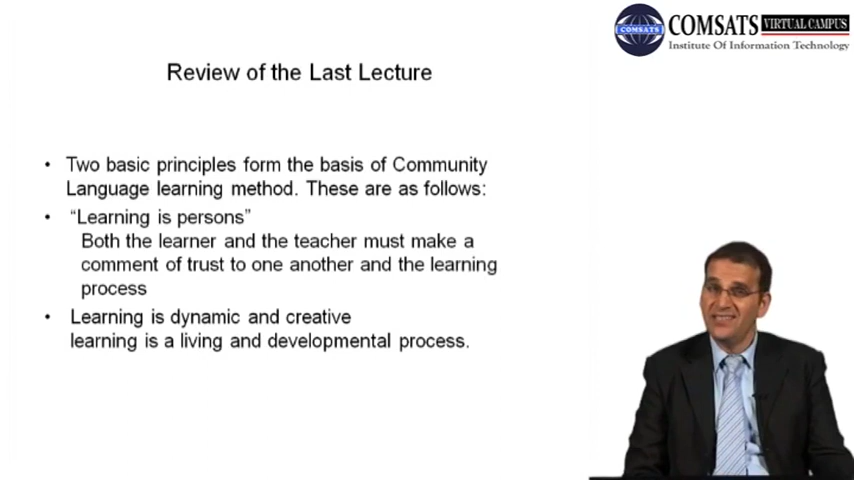 COMSATS VIRTUAL CAMPUS
Institute Of Information Technology
COMSATS
Review of the Last Lecture
• Two basic principles form the basis of Community
Language learning method. These are as follows:
• “Learning is persons”
Both the learner and the teacher must make a
comment of trust to one another and the learning
process
• Learning is dynamic and creative
learning is a living and developmental process.